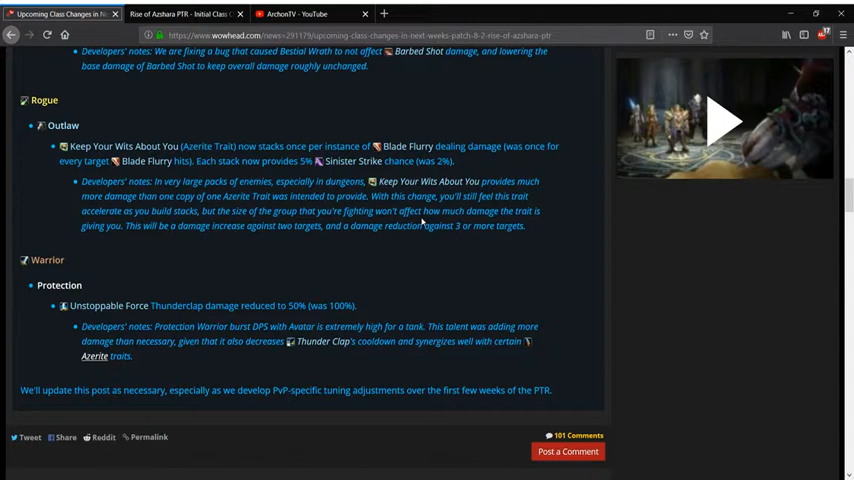 Upcoming Class Changes in Ne
Rise of Azshara PTR - Initial Class C
ArchonTV - YouTube
https://www.wowhead.com/news=291179/upcoming-class-changes-in-next-weeks-patch-8-2-rise-of-azshara-ptr
Developers' notes: We are fixing a bug that caused Bestial Wrath to not affect Barbed Shot damage, and lowering the
base damage of Barbed Shot to keep overall damage roughly unchanged.
Rogue
Outlaw
Keep Your Wits About You (Azerite Trait) now stacks once per instance of Blade Flurry dealing damage (was once for
every target Blade Flurry hits). Each stack now provides 5% Sinister Strike chance (was 2%).
Developers' notes: In very large packs of enemies, especially in dungeons, Keep Your Wits About You provides much
more damage than one copy of one Azerite Trait was intended to provide. With this change, you'll still feel this trait
accelerate as you build stacks, but the size of the group that you're fighting won't affect how much damage the trait is
giving you. This will be a damage increase against two targets, and a damage reduction against 3 or more targets.
Warrior
Protection
Unstoppable Force Thunderclap damage reduced to 50% (was 100%).
Developers' notes: Protection Warrior burst DPS with Avatar is extremely high for a tank. This talent was adding more
damage than necessary, given that it also decreases Thunder Clap's cooldown and synergizes well with certain
Azerite traits.
We'll update this post as necessary, especially as we develop PvP-specific tuning adjustments over the first few weeks of the PTR.
Tweet Share Reddit Permalink
101 Comments
Post a Comment